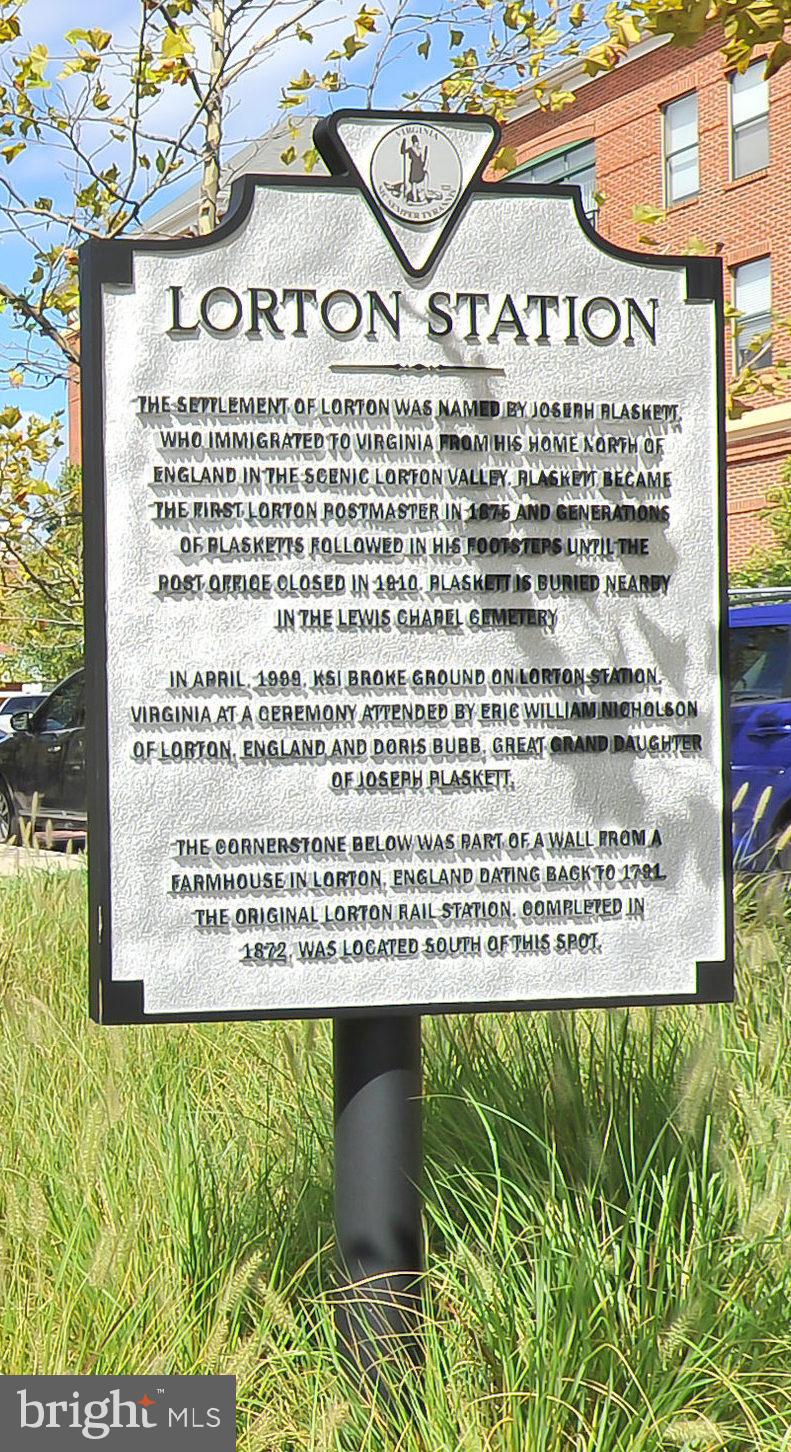 VIRGINIA
SIC SEMPER TYRANNIS
LORTON STATION
THE SETTLEMENT OF LORTON WAS NAMED BY JOSEPH PLASKETT,
WHO IMMIGRATED TO VIRGINIA FROM HIS HOME NORTH OF
ENGLAND IN THE SCENIC LORTON VALLEY. PLASKETT BECAME
THE FIRST LORTON POSTMASTER IN 1875 AND GENERATIONS
OF PLASKETTS FOLLOWED IN HIS FOOTSTEPS UNTIL THE
POST OFFICE CLOSED IN 1910. PLASKETT IS BURIED NEARBY
IN THE LEWIS CHAPEL CEMETERY
IN APRIL, 1999, KSI BROKE GROUND ON LORTON STATION,
VIRGINIA AT A CEREMONY ATTENDED BY ERIC WILLIAM NICHOLSON
OF LORTON, ENGLAND AND DORIS BUBB, GREAT GRAND DAUGHTER
OF JOSEPH PLASKETT.
THE CORNERSTONE BELOW WAS PART OF A WALL FROM A
FARMHOUSE IN LORTON, ENGLAND DATING BACK TO 1791.
THE ORIGINAL LORTON RAIL STATION, COMPLETED IN
1872, WAS LOCATED SOUTH OF THIS SPOT.
bright™ MLS